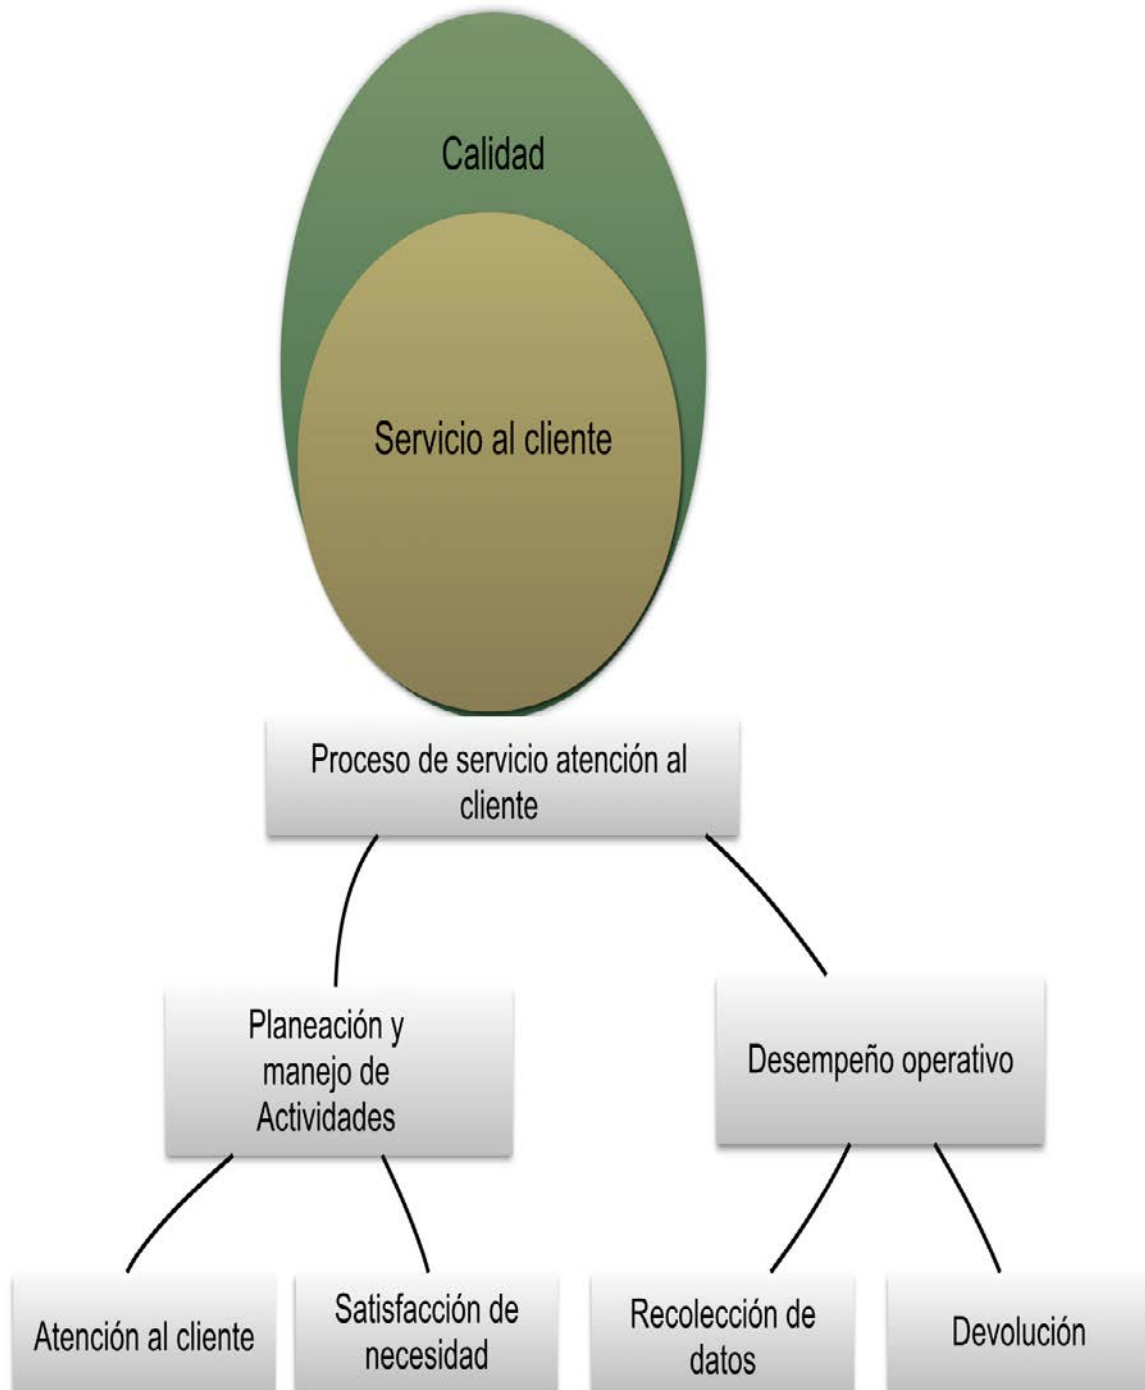 Calidad
Servicio al cliente
Proceso de servicio atención al
cliente
Planeación y
manejo de
Actividades
Desempeño operativo
Atención al cliente
Satisfacción de
necesidad
Recolección de
datos
Devolución